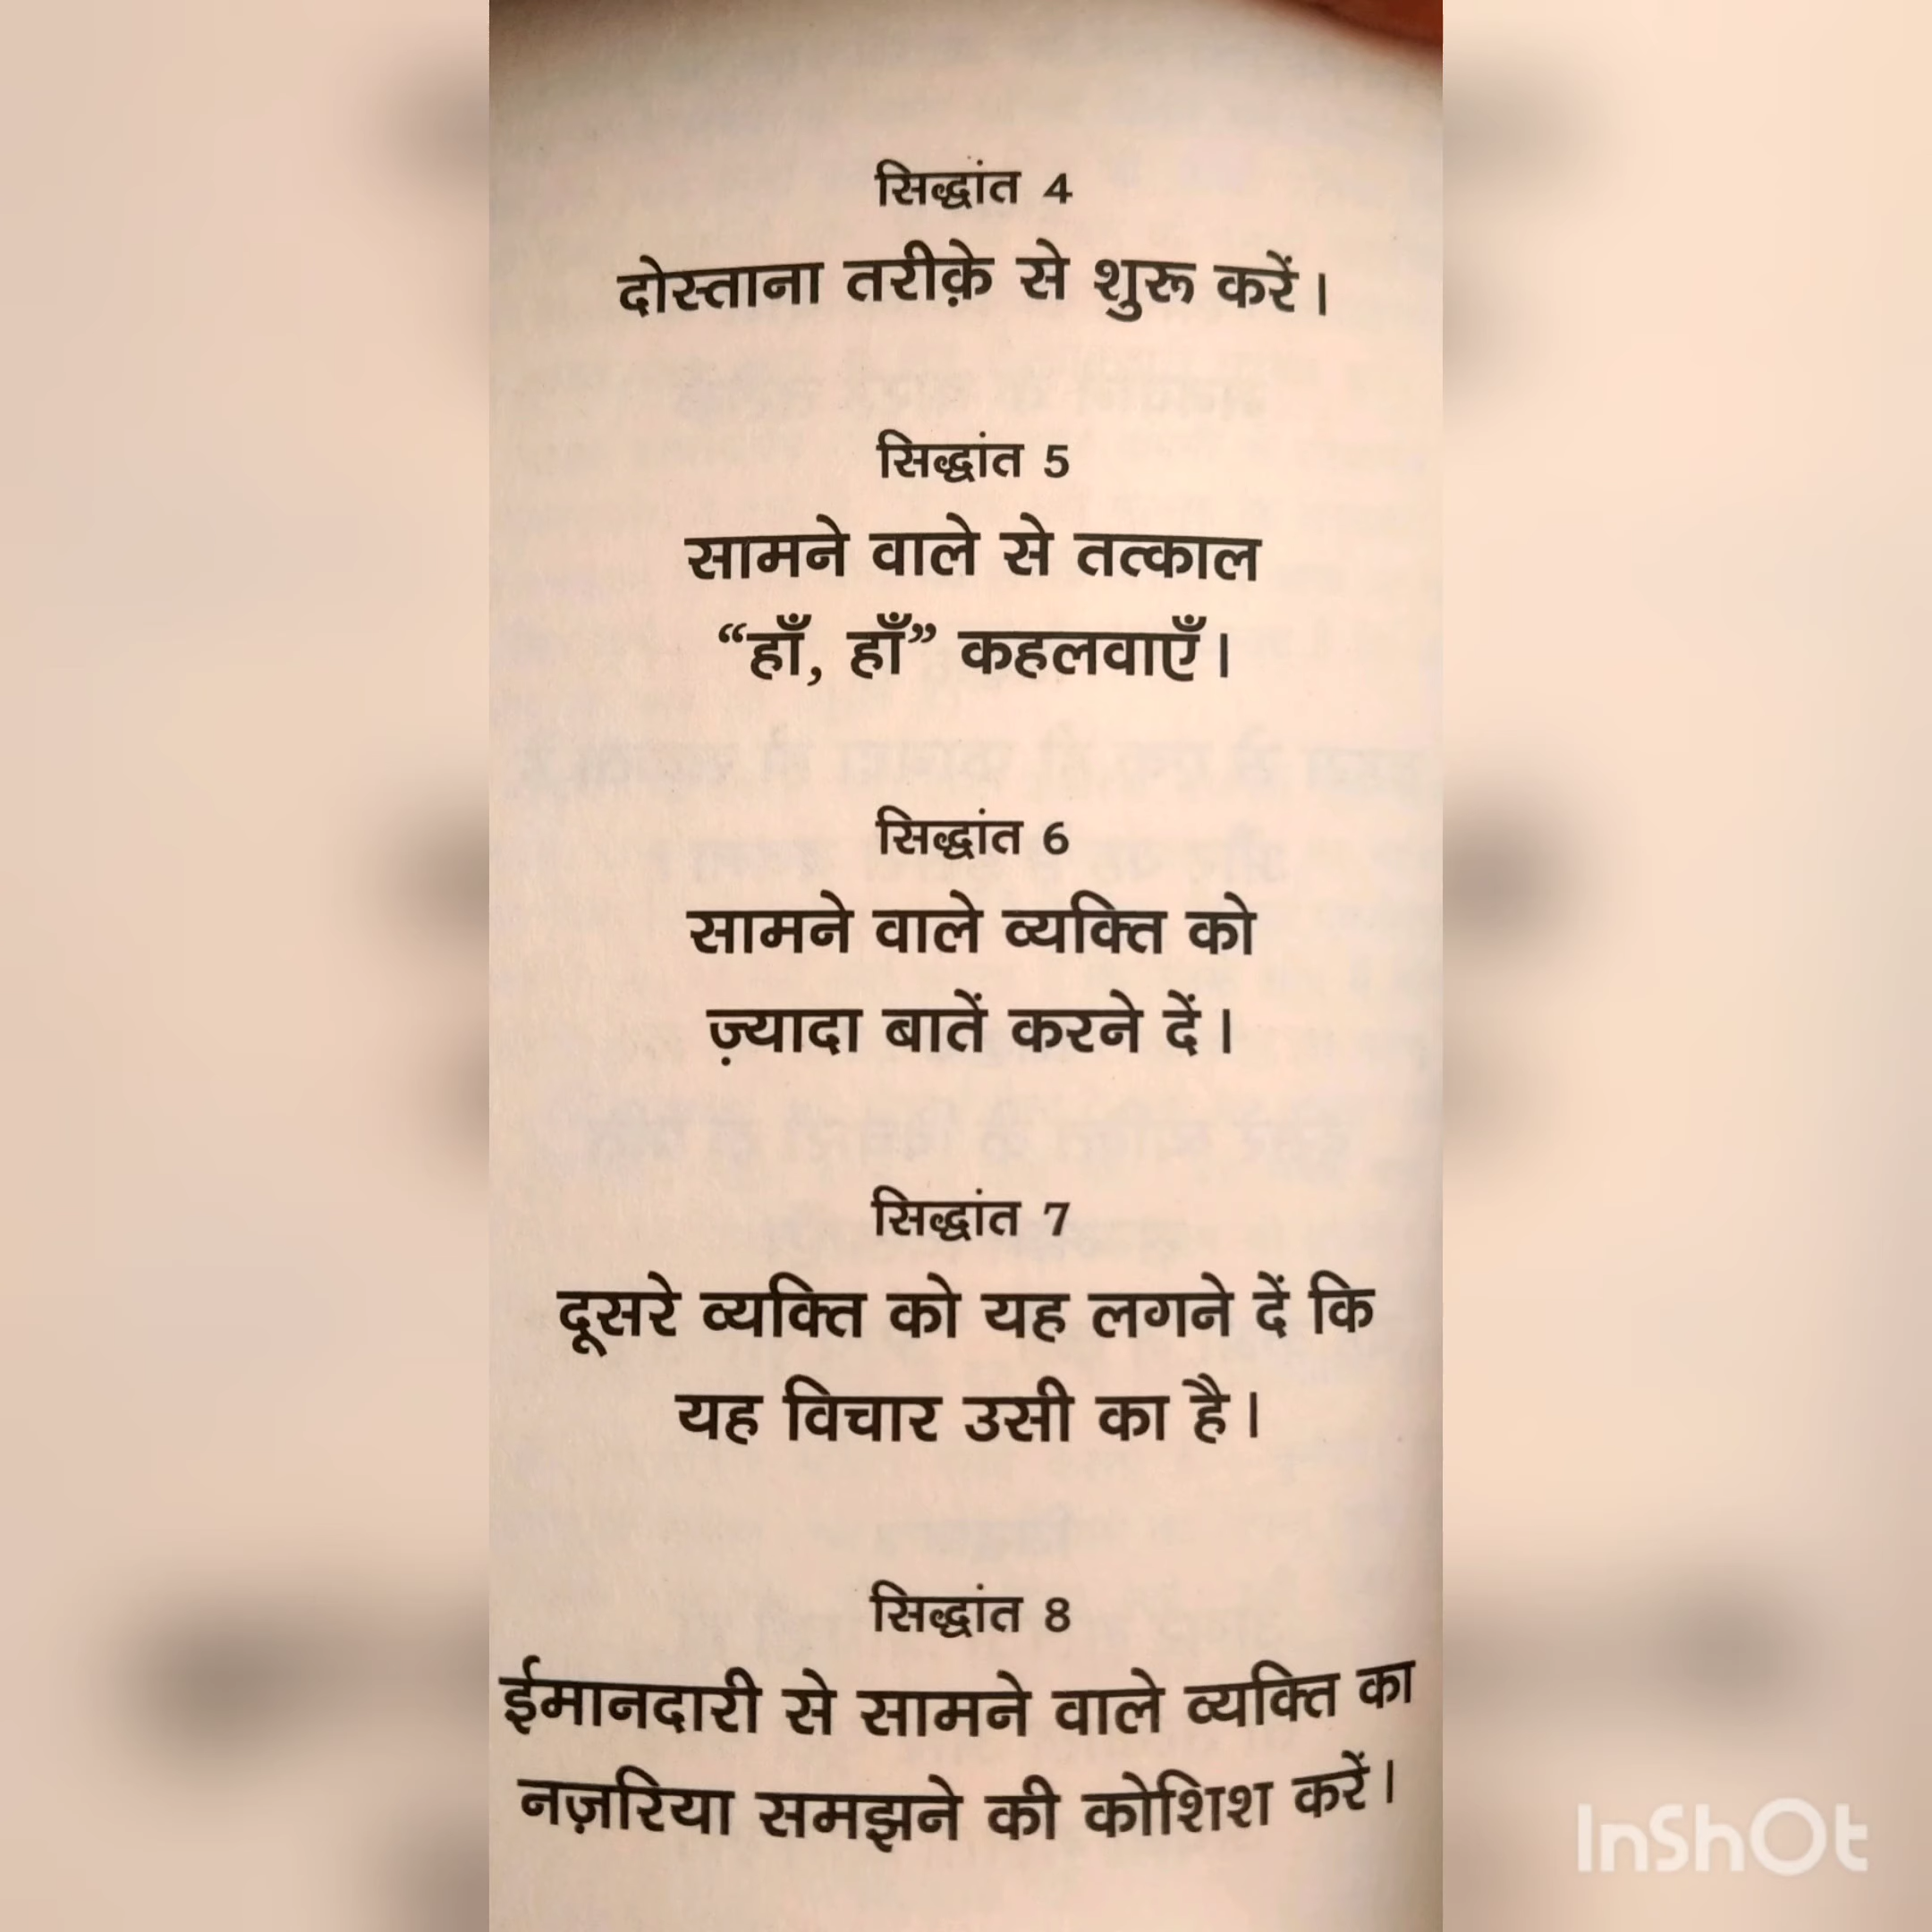 सिद्धांत 4
दोस्ताना तरीक़े से शुरू करें।
सिद्धांत 5
सामने वाले से तत्काल
“हाँ, हाँ” कहलवाएँ।
सिद्धांत 6
सामने वाले व्यक्ति को
ज़्यादा बातें करने दें।
सिद्धांत 7
दूसरे व्यक्ति को यह लगने दें कि
यह विचार उसी का है।
सिद्धांत 8
ईमानदारी से सामने वाले व्यक्ति का
नज़रिया समझने की कोशिश करें।
InShOt